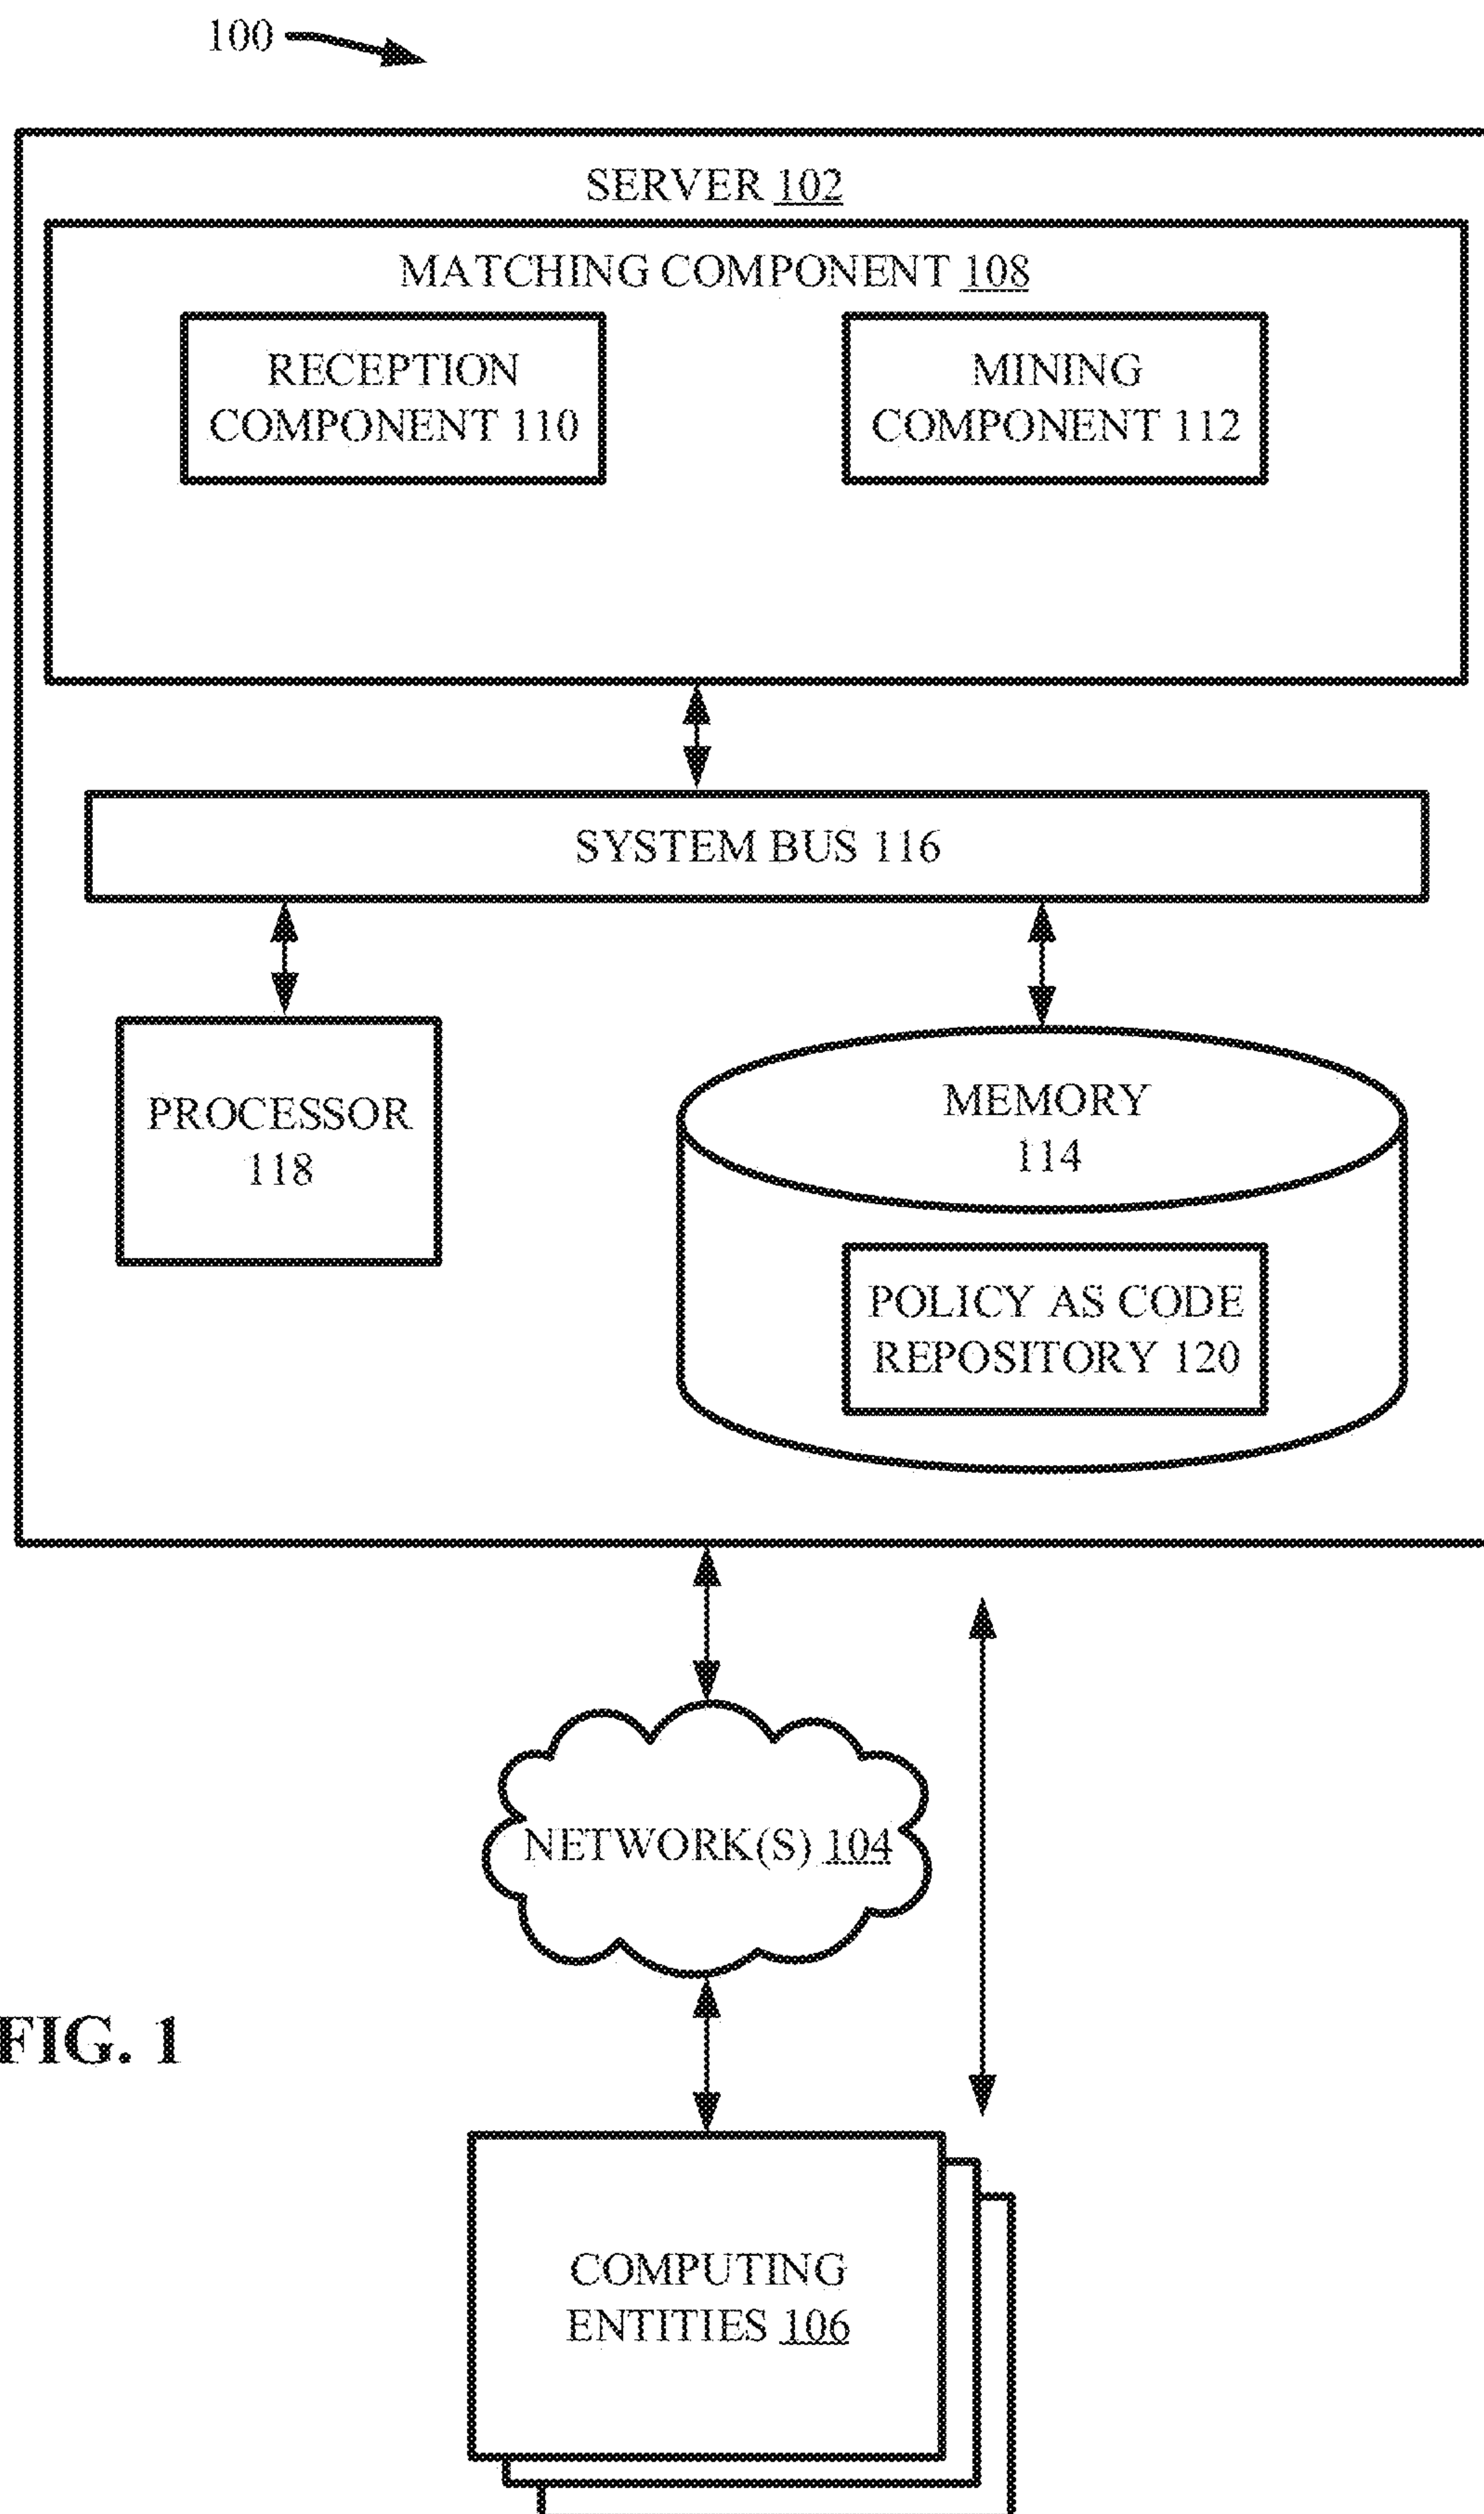 100
SERVER 102
MATCHING COMPONENT 108
RECEPTION
COMPONENT 110
MINING
COMPONENT 112
SYSTEM BUS 116
PROCESSOR
118
MEMORY
114
POLICY AS CODE
REPOSITORY 120
NETWORK(S) 104
FIG. 1
COMPUTING
ENTITIES 106